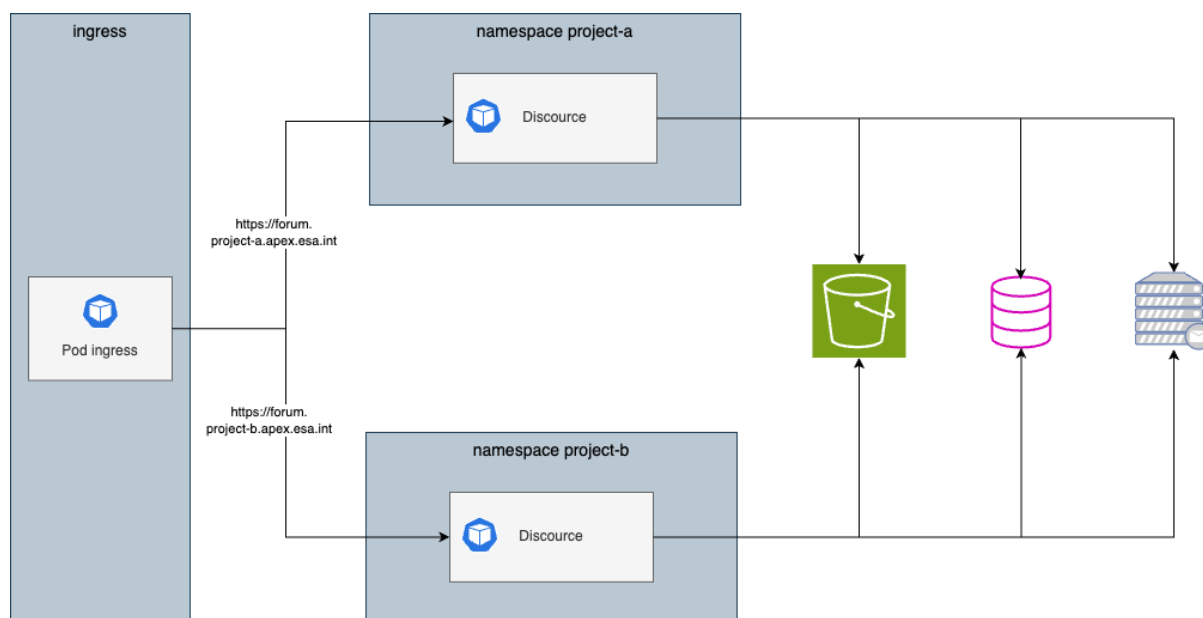 ingress
namespace project-a
Discource
https://forum.
project-a.apex.esa.int
Pod ingress
https://forum.
project-b.apex.esa.int
namespace project-b
Discource